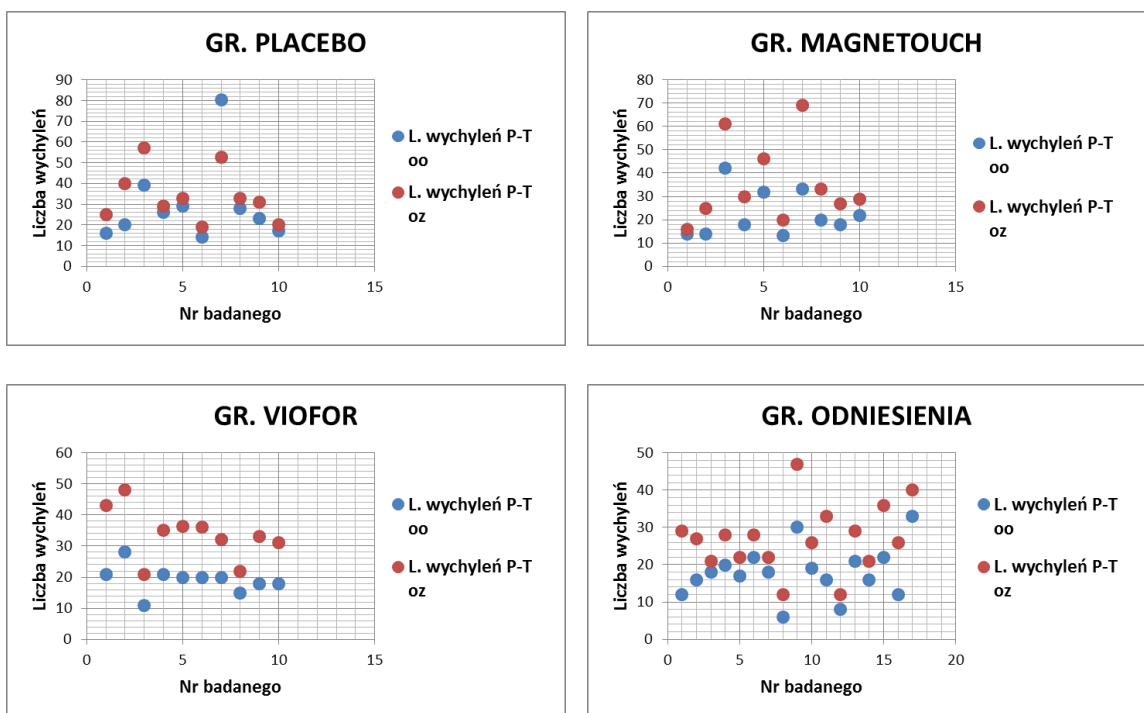 GR. PLACEBO
90
80
70
60
50
40
30
20
10
0
0
5
10
15
Liczba wychyleń
Nr badanego
L. wychyleń P-T
oo
L. wychyleń P-T
oz
GR. MAGNETOUCH
80
70
60
50
40
30
20
10
0
0
5
10
15
Liczba wychyleń
Nr badanego
L. wychyleń P-T
oo
L. wychyleń P-T
oz
GR. VIOFOR
60
50
40
30
20
10
0
0
5
10
15
Liczba wychyleń
Nr badanego
L. wychyleń P-T
oo
L. wychyleń P-T
oz
GR. ODNIESIENIA
50
40
30
20
10
0
0
5
10
15
20
Liczba wychyleń
Nr badanego
L. wychyleń P-T
oo
L. wychyleń P-T
oz